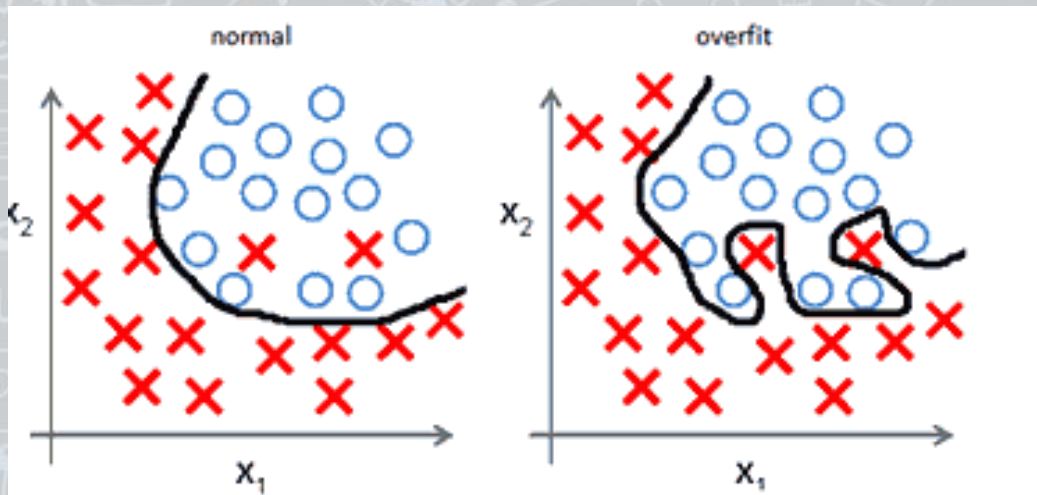 normal
overfit
x₂
x₂
x₁
x₁